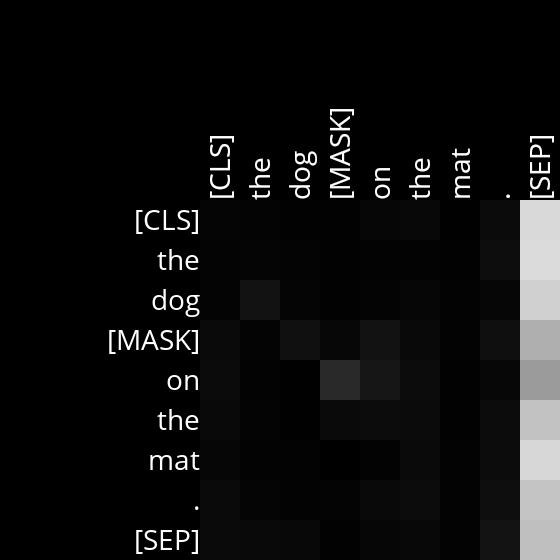 [CLS] the dog [MASK] on the mat . [SEP]
[CLS]
the
dog
[MASK]
on
the
mat
.
[SEP]